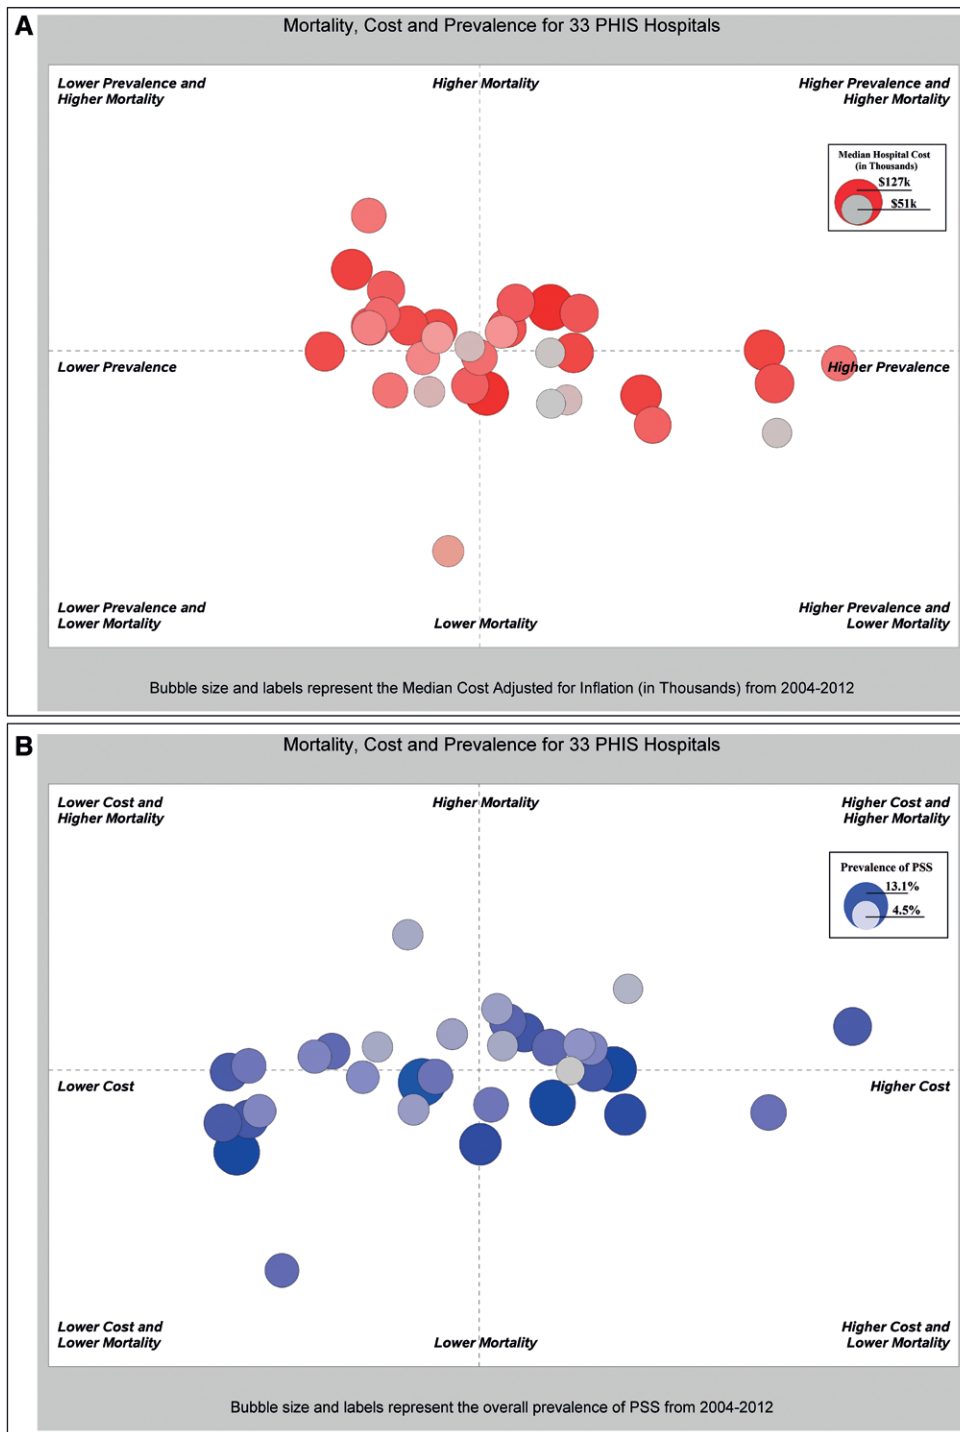 A
Mortality, Cost and Prevalence for 33 PHIS Hospitals
Lower Prevalence and
Higher Mortality
Higher Mortality
Higher Prevalence and
Higher Mortality
Median Hospital Cost
(in Thousands)
$127k
$51k
Lower Prevalence
Higher Prevalence
Lower Prevalence and
Lower Mortality
Lower Mortality
Higher Prevalence and
Lower Mortality
Bubble size and labels represent the Median Cost Adjusted for Inflation (in Thousands) from 2004-2012
B
Mortality, Cost and Prevalence for 33 PHIS Hospitals
Lower Cost and
Higher Mortality
Higher Mortality
Higher Cost and
Higher Mortality
Prevalence of PSS
13.1%
4.5%
Lower Cost
Higher Cost
Lower Cost and
Lower Mortality
Lower Mortality
Higher Cost and
Lower Mortality
Bubble size and labels represent the overall prevalence of PSS from 2004-2012